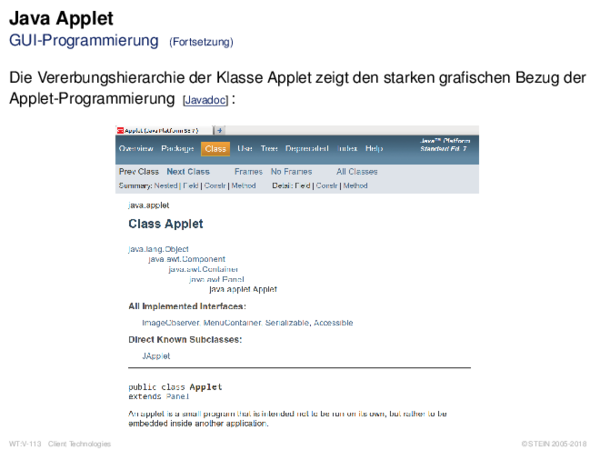 Java Applet
GUI-Programmierung (Fortsetzung)
Die Vererbungshierarchie der Klasse Applet zeigt den starken grafischen Bezug der
Applet-Programmierung [Javadoc] :
Applet (Java Platform SE 7 )
Overview Package Class Use Tree Deprecated Index Help
Java™ Platform
Standard Ed. 7
Prev Class Next Class Frames No Frames All Classes
Summary: Nested | Field | Constr | Method Detail: Field | Constr | Method
java.applet
Class Applet
java.lang.Object
java.awt.Component
java.awt.Container
java.awt.Panel
java.applet.Applet
All Implemented Interfaces:
ImageObserver, MenuContainer, Serializable, Accessible
Direct Known Subclasses:
JApplet
public class Applet
extends Panel
An applet is a small program that is intended not to be run on its own, but rather to be
embedded inside another application.
WT:V-113 Client Technologies © STEIN 2005-2018